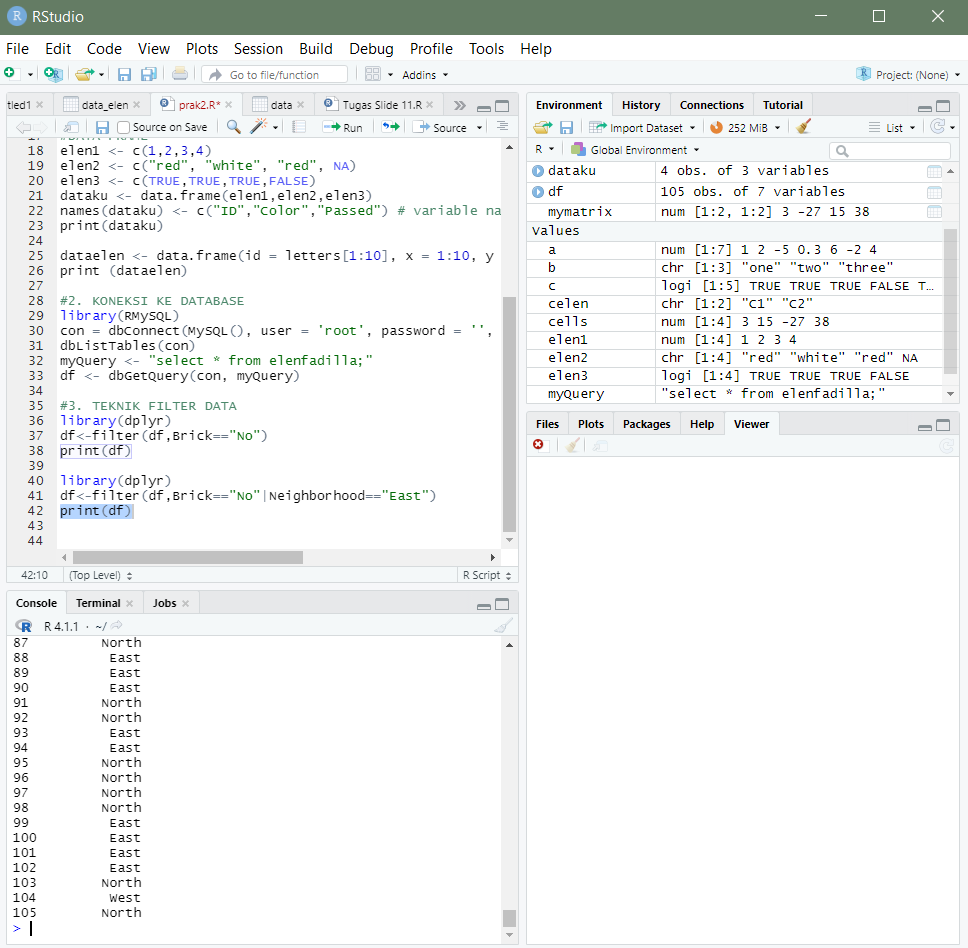 RStudio
File Edit Code View Plots Session Build Debug Profile Tools Help
Go to file/function Addins Project: (None)
tled1 data_elen prak2.R* data Tugas Slide 11.R
Source on Save Run Source
18 elen1 <- c(1,2,3,4)
19 elen2 <- c("red", "white", "red", NA)
20 elen3 <- c(TRUE,TRUE,TRUE,FALSE)
21 dataku <- data.frame(elen1,elen2,elen3)
22 names(dataku) <- c("ID","Color","Passed") # variable na
23 print(dataku)
24
25 dataelen <- data.frame(id = letters[1:10], x = 1:10, y
26 print (dataelen)
27
28 #2. KONEKSI KE DATABASE
29 library(RMySQL)
30 con = dbConnect(MySQL(), user = 'root', password = '',
31 dbListTables(con)
32 myQuery <- "select * from elenfadilla;"
33 df <- dbGetQuery(con, myQuery)
34
35 #3. TEKNIK FILTER DATA
36 library(dplyr)
37 df<-filter(df,Brick=="No")
38 print(df)
39
40 library(dplyr)
41 df<-filter(df,Brick=="No"|Neighborhood=="East")
42 print(df)
43
44
42:10 (Top Level) R Script
Console Terminal Jobs
R 4.1.1 · ~/
87 North
88 East
89 East
90 East
91 North
92 North
93 East
94 East
95 North
96 North
97 North
98 North
99 East
100 East
101 East
102 East
103 North
104 West
105 North
>
Environment History Connections Tutorial
Import Dataset 252 MiB List
R Global Environment
dataku 4 obs. of 3 variables
df 105 obs. of 7 variables
mymatrix num [1:2, 1:2] 3 -27 15 38
Values
a num [1:7] 1 2 -5 0.3 6 -2 4
b chr [1:3] "one" "two" "three"
c logi [1:5] TRUE TRUE TRUE FALSE T…
celen chr [1:2] "C1" "C2"
cells num [1:4] 3 15 -27 38
elen1 num [1:4] 1 2 3 4
elen2 chr [1:4] "red" "white" "red" NA
elen3 logi [1:4] TRUE TRUE TRUE FALSE
myQuery "select * from elenfadilla;"
Files Plots Packages Help Viewer